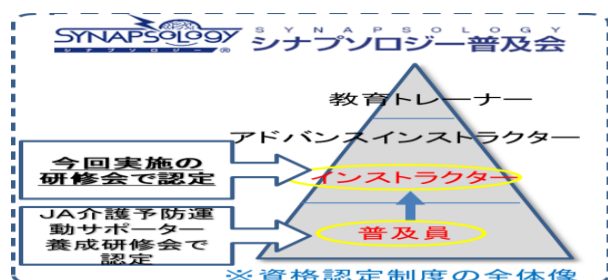 SYNAPSOLOGY
シナプソロジー®
SYNAPSOLOGY
シナプソロジー普及会
教育トレーナー
アドバンスインストラクター
今回実施の
研修会で認定
インストラクター
JA介護予防運
動サポーター
養成研修会で
認定
普及員
※資格認定制度の全体像